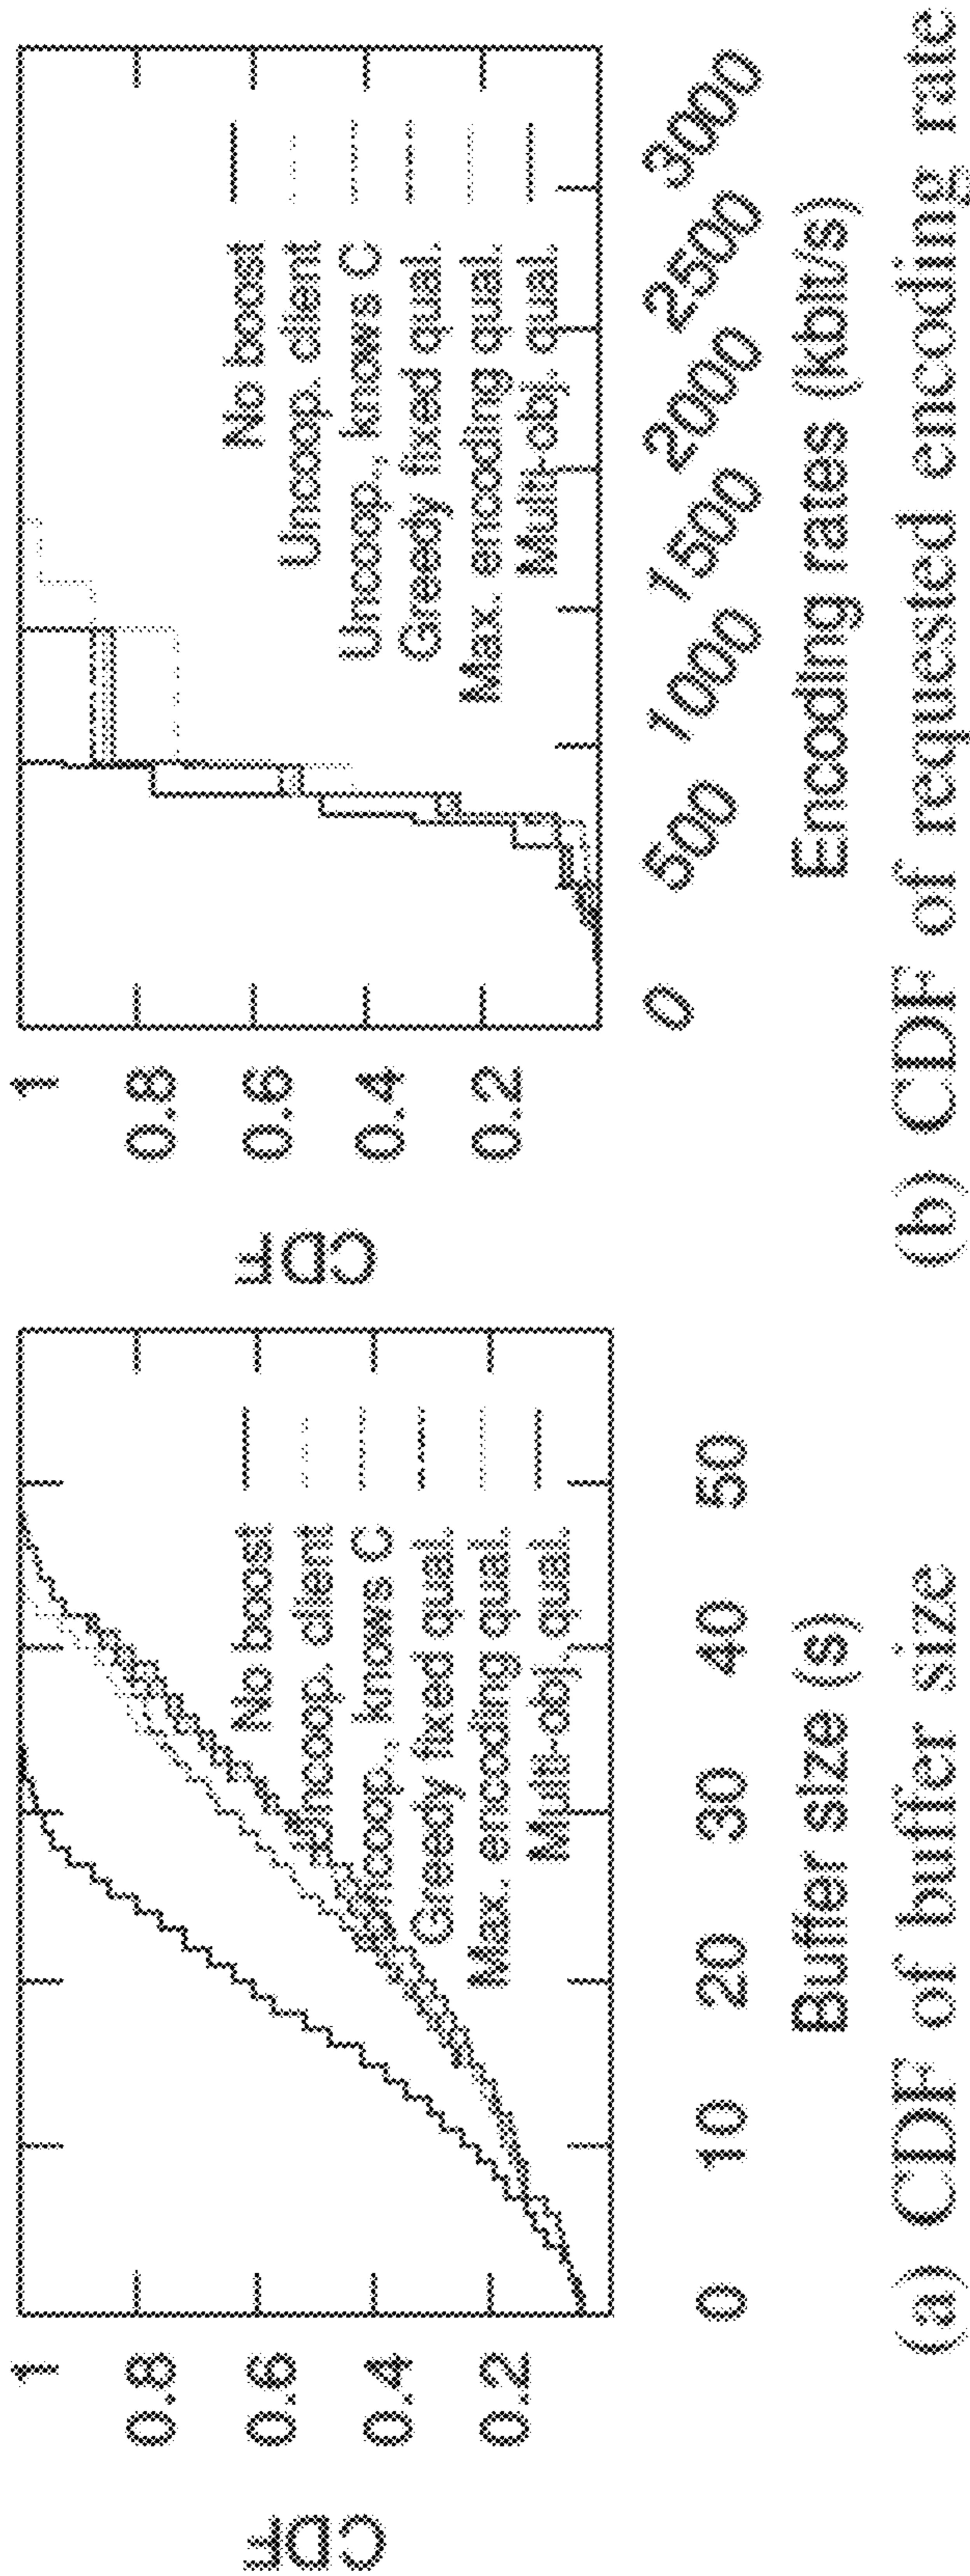 CDF
1
0.8
0.6
0.4
0.2
No boost
Uncoop. client
Uncoop., knows C
Greedy fixed qual.
Max. encoding qual.
Multi-obj. qual.
0 10 20 30 40 50
Buffer size (s)
(a) CDF of buffer size
CDF
1
0.8
0.6
0.4
0.2
No boost
Uncoop. client
Uncoop., knows C
Greedy fixed qual.
Max. encoding qual.
Multi-obj. qual.
0 500 1000 1500 2000 2500 3000
Encoding rates (kbit/s)
(b) CDF of requested encoding rate